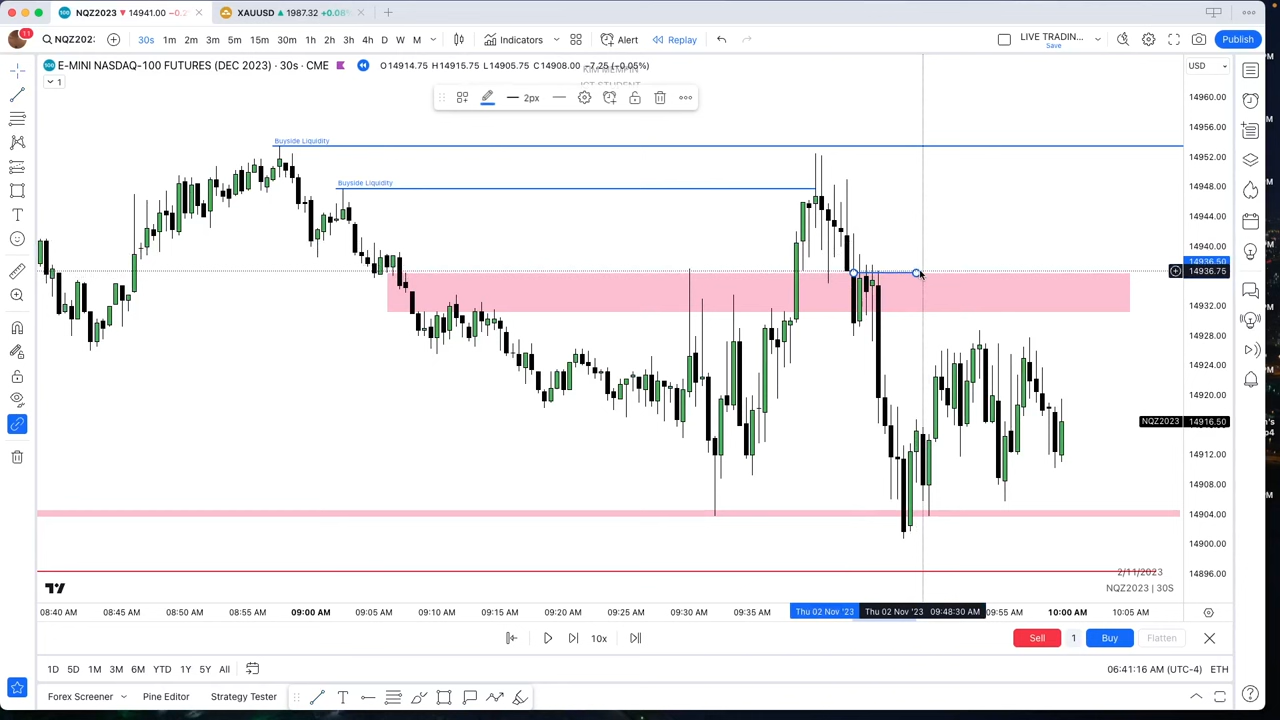 NQZ2023 14941.00 −0.2
XAUUSD 1987.32 +0.08%
11
NQZ202
30s 1m 2m 3m 5m 15m 30m 1h 2h 3h 4h D W M
Indicators
Alert
Replay
LIVE TRADIN...
Save
Publish
E-MINI NASDAQ-100 FUTURES (DEC 2023) · 30s · CME
O14914.75 H14915.75 L14905.75 C14908.00 −7.25 (−0.05%)
USD
1
ICT STUDENT
2px
14960.00
14956.00
14952.00
14948.00
14944.00
14940.00
14936.50
14936.75
14932.00
14928.00
14924.00
14920.00
NQZ2023 14916.50
14912.00
14908.00
14904.00
14900.00
14896.00
Buyside Liquidity
Buyside Liquidity
2/11/2023
NQZ2023 | 30S
08:40 AM 08:45 AM 08:50 AM 08:55 AM 09:00 AM 09:05 AM 09:10 AM 09:15 AM 09:20 AM 09:25 AM 09:30 AM 09:35 AM Thu 02 Nov '23 Thu 02 Nov '23 09:48:30 AM 09:55 AM 10:00 AM 10:05 AM
10x
Sell 1 Buy Flatten
1D 5D 1M 3M 6M YTD 1Y 5Y All
06:41:16 AM (UTC-4) ETH
Forex Screener Pine Editor Strategy Tester